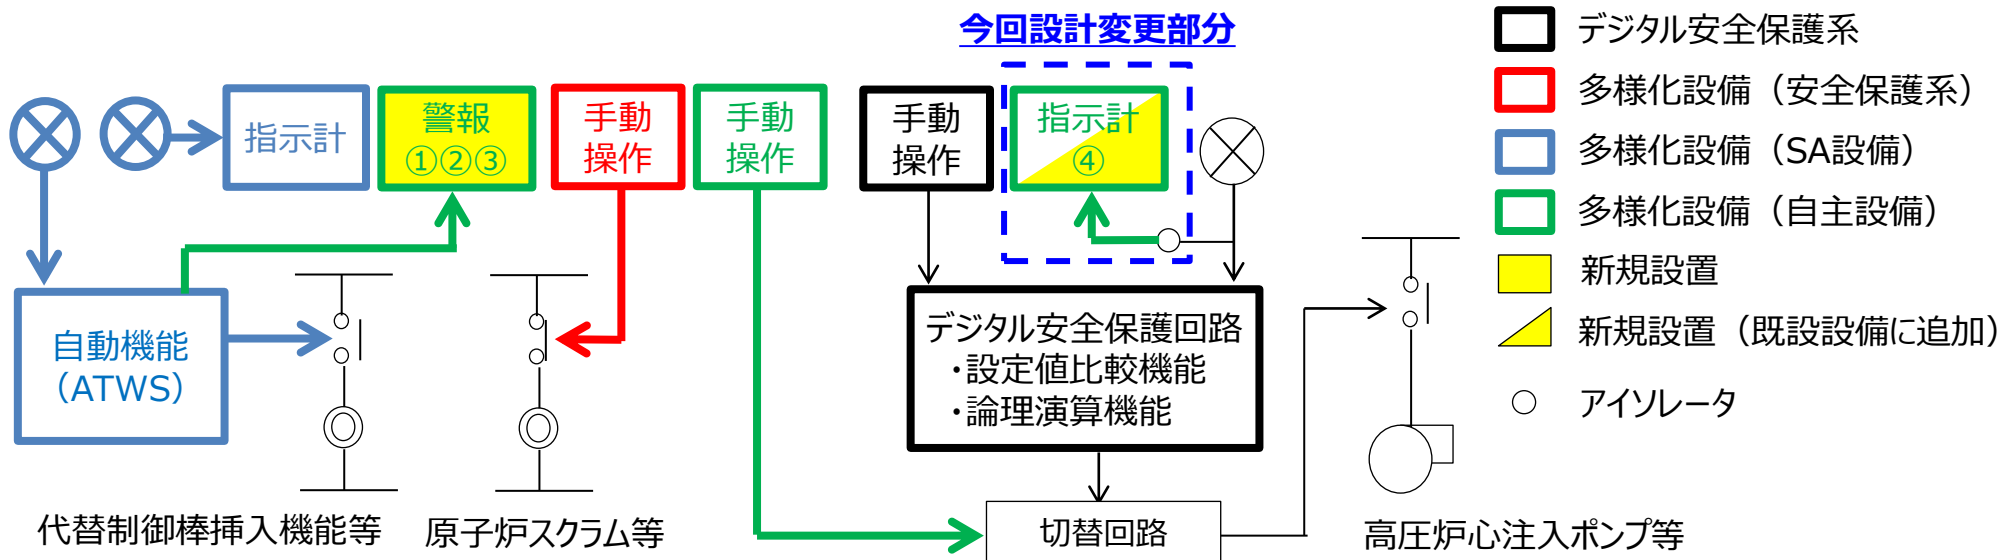 今回設計変更部分
指示計
警報
①②③
手動
操作
手動
操作
手動
操作
指示計
④
自動機能
（ATWS）
デジタル安全保護回路
・設定値比較機能
・論理演算機能
切替回路
代替制御棒挿入機能等
原子炉スクラム等
高圧炉心注入ポンプ等
デジタル安全保護系
多様化設備（安全保護系）
多様化設備（SA設備）
多様化設備（自主設備）
新規設置
新規設置（既設設備に追加）
アイソレータ